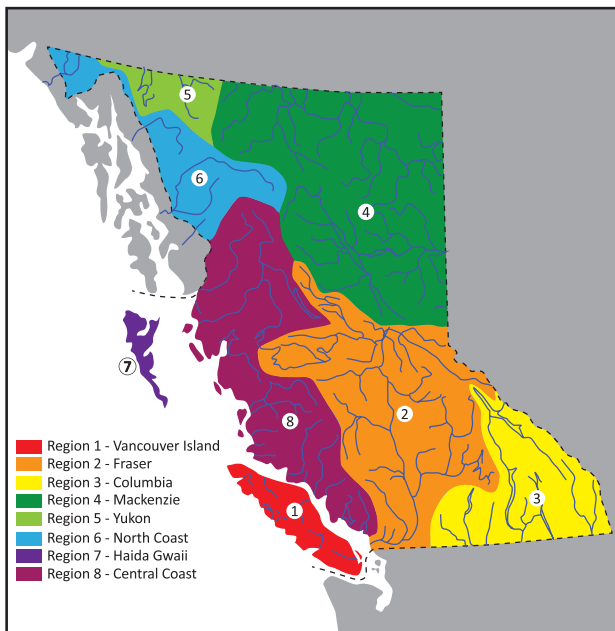 5
6
4
7
8
2
3
1
Region 1 - Vancouver Island
Region 2 - Fraser
Region 3 - Columbia
Region 4 - Mackenzie
Region 5 - Yukon
Region 6 - North Coast
Region 7 - Haida Gwaii
Region 8 - Central Coast